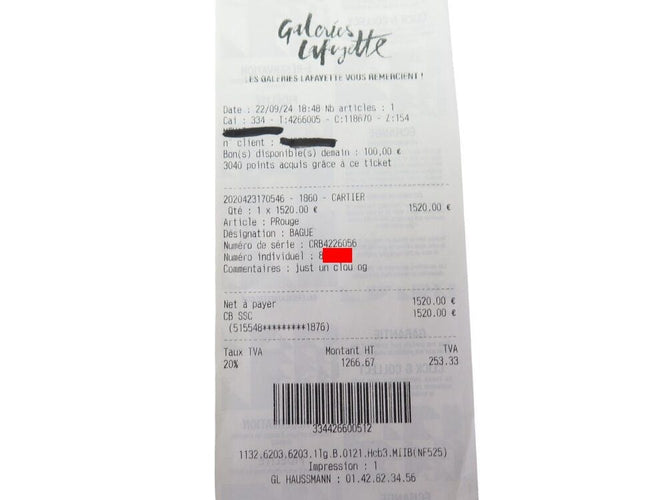 Galeries
Lafayette
LES GALERIES LAFAYETTE VOUS REMERCIENT !
Date : 22/09/24 18:48 Nb articles : 1
Cai : 334 - T:4266005 - C:118670 - Z:154
n° client :
Bon(s) disponible(s) demain : 100,00 €
3040 points acquis grâce à ce ticket
2020423170546 - 1860 - CARTIER
Qté : 1 x 1520.00 € 1520.00 €
Article : PRouge
Désignation : BAGUE
Numéro de série : CRB4226056
Numéro individuel : 8
Commentaires : just un clou og
Net à payer 1520.00 €
CB SSC 1520.00 €
(515548*********1876)
Taux TVA Montant HT TVA
20% 1266.67 253.33
334426600512
1132.6203.6203.1Tg.B.0121.Hcb3.MiIB(NF525)
Impression : 1
GL HAUSSMANN : 01.42.82.34.56